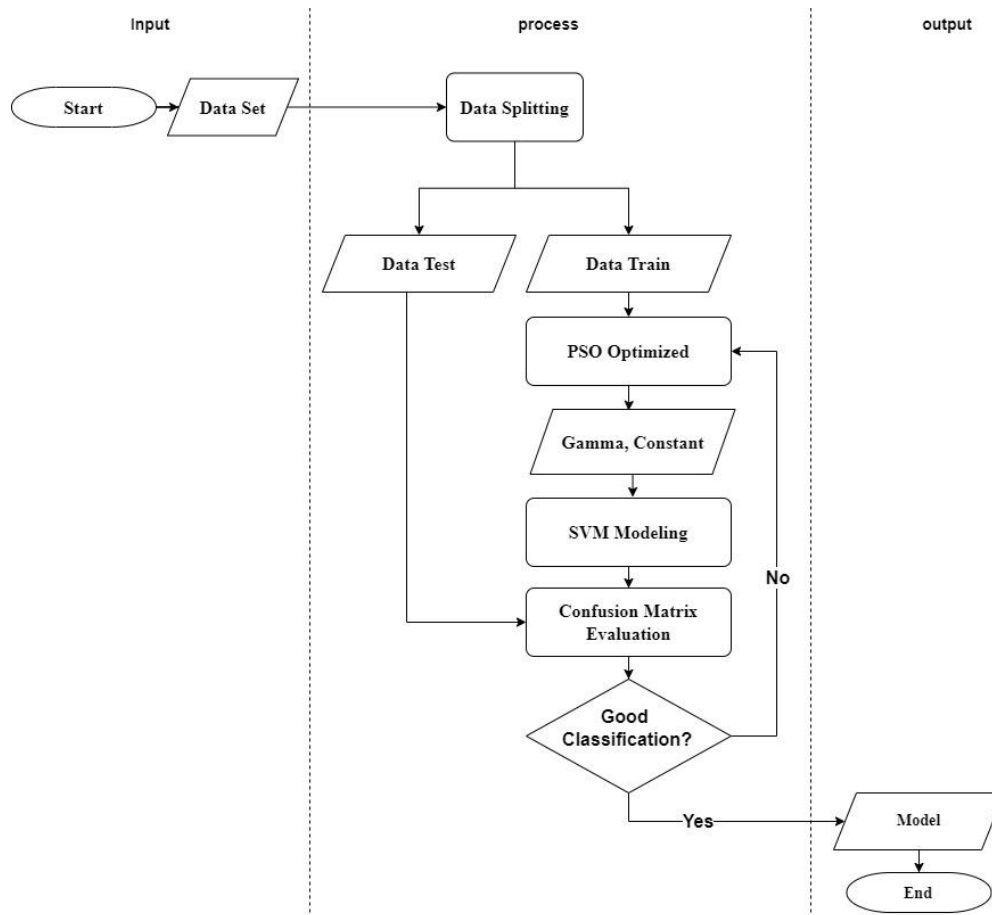 Input
process
output
Start
Data Set
Data Splitting
Data Test
Data Train
PSO Optimized
Gamma, Constant
SVM Modeling
No
Confusion Matrix
Evaluation
Good
Classification?
Yes
Model
End